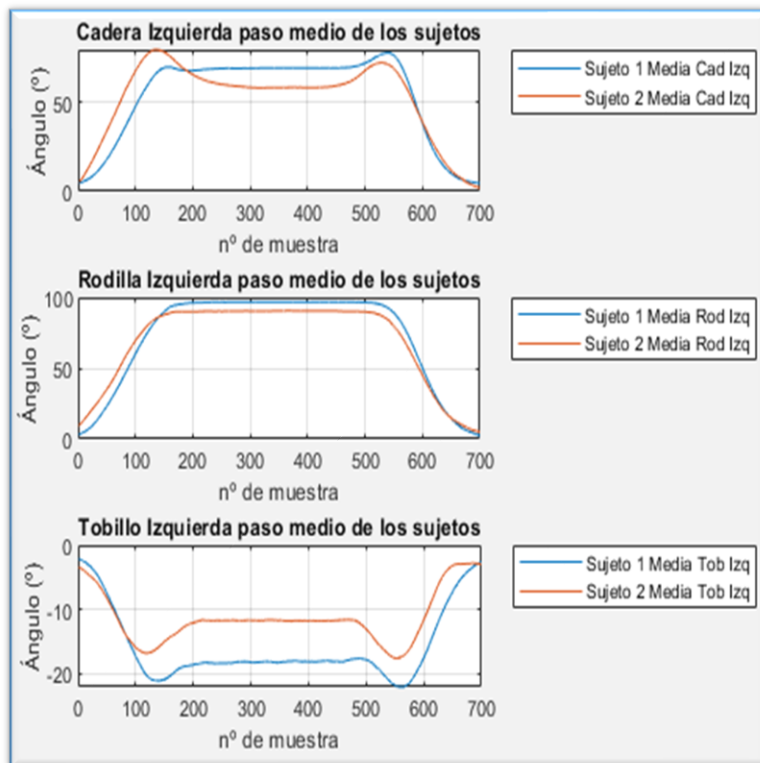 Cadera Izquierda paso medio de los sujetos
Ángulo (º)
50
0
0 100 200 300 400 500 600 700
nº de muestra
Sujeto 1 Media Cad Izq
Sujeto 2 Media Cad Izq
Rodilla Izquierda paso medio de los sujetos
Ángulo (º)
100
50
0
0 100 200 300 400 500 600 700
nº de muestra
Sujeto 1 Media Rod Izq
Sujeto 2 Media Rod Izq
Tobillo Izquierda paso medio de los sujetos
Ángulo (º)
0
-10
-20
0 100 200 300 400 500 600 700
nº de muestra
Sujeto 1 Media Tob Izq
Sujeto 2 Media Tob Izq